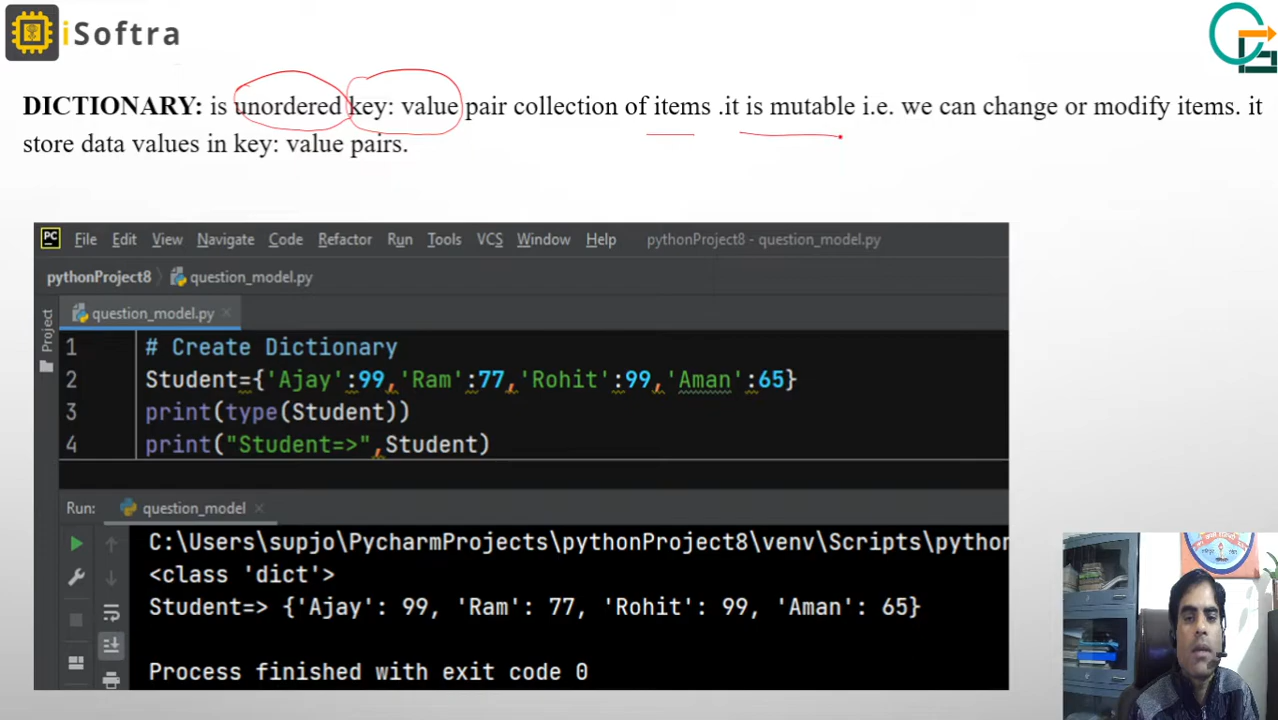 iSoftra
DICTIONARY: is unordered key: value pair collection of items .it is mutable i.e. we can change or modify items. it
store data values in key: value pairs.
PC File Edit View Navigate Code Refactor Run Tools VCS Window Help pythonProject8 - question_model.py
pythonProject8 question_model.py
question_model.py
Project
1 # Create Dictionary
2 Student={'Ajay':99,'Ram':77,'Rohit':99,'Aman':65}
3 print(type(Student))
4 print("Student=>",Student)
Run: question_model
C:\Users\supjo\PycharmProjects\pythonProject8\venv\Scripts\python
<class 'dict'>
Student=> {'Ajay': 99, 'Ram': 77, 'Rohit': 99, 'Aman': 65}
Process finished with exit code 0